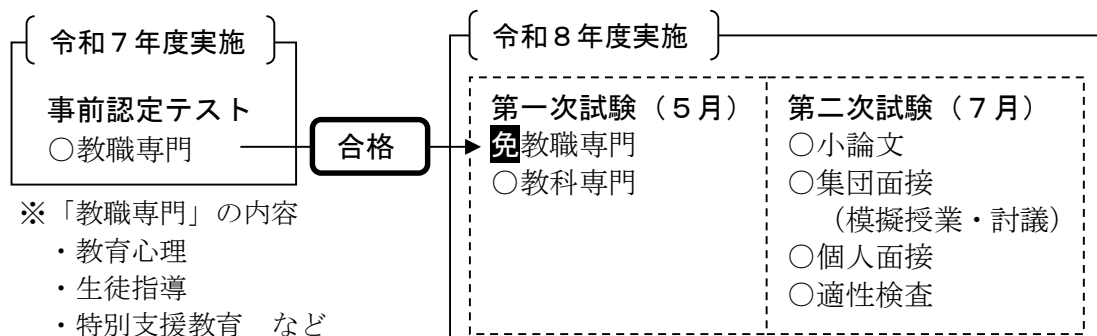 令和７年度実施
事前認定テスト
○教職専門
合格
※「教職専門」の内容
・教育心理
・生徒指導
・特別支援教育　など
令和８年度実施
第一次試験（５月）
免教職専門
○教科専門
第二次試験（７月）
○小論文
○集団面接
（模擬授業・討議）
○個人面接
○適性検査